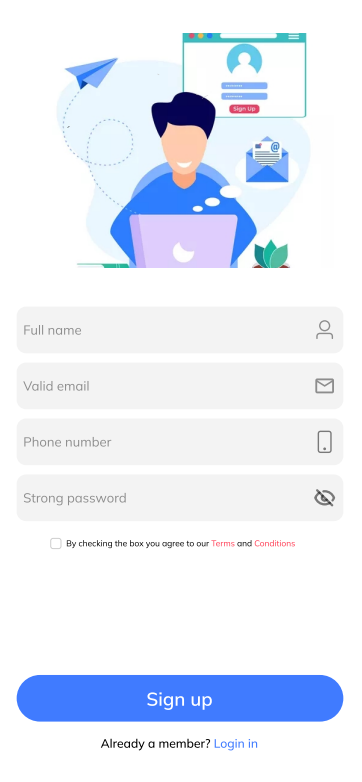 Sign Up
@
Full name
Valid email
Phone number
Strong password
By checking the box you agree to our Terms and Conditions
Sign up
Already a member? Login in